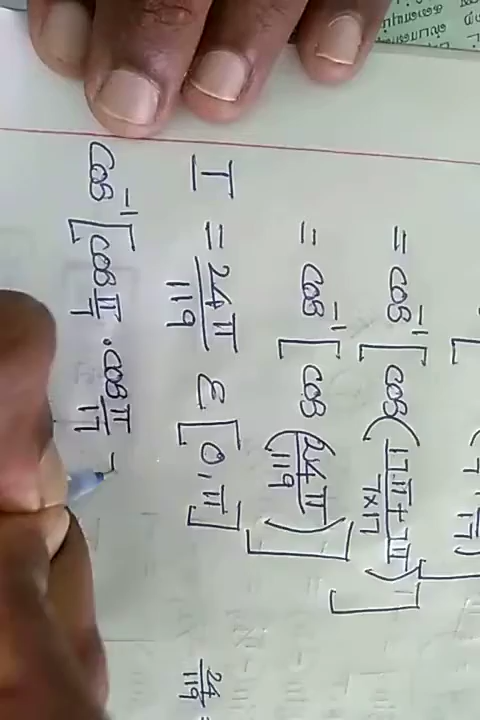 = cos⁻¹ [ cos ( 17π + 7π / 7×17 ) ]
= cos⁻¹ [ cos ( 24π / 119 ) ]
I = 24π / 119 ε [ 0, π ]
24 / 119
cos⁻¹ [ cos π/7 . cos π/17 -